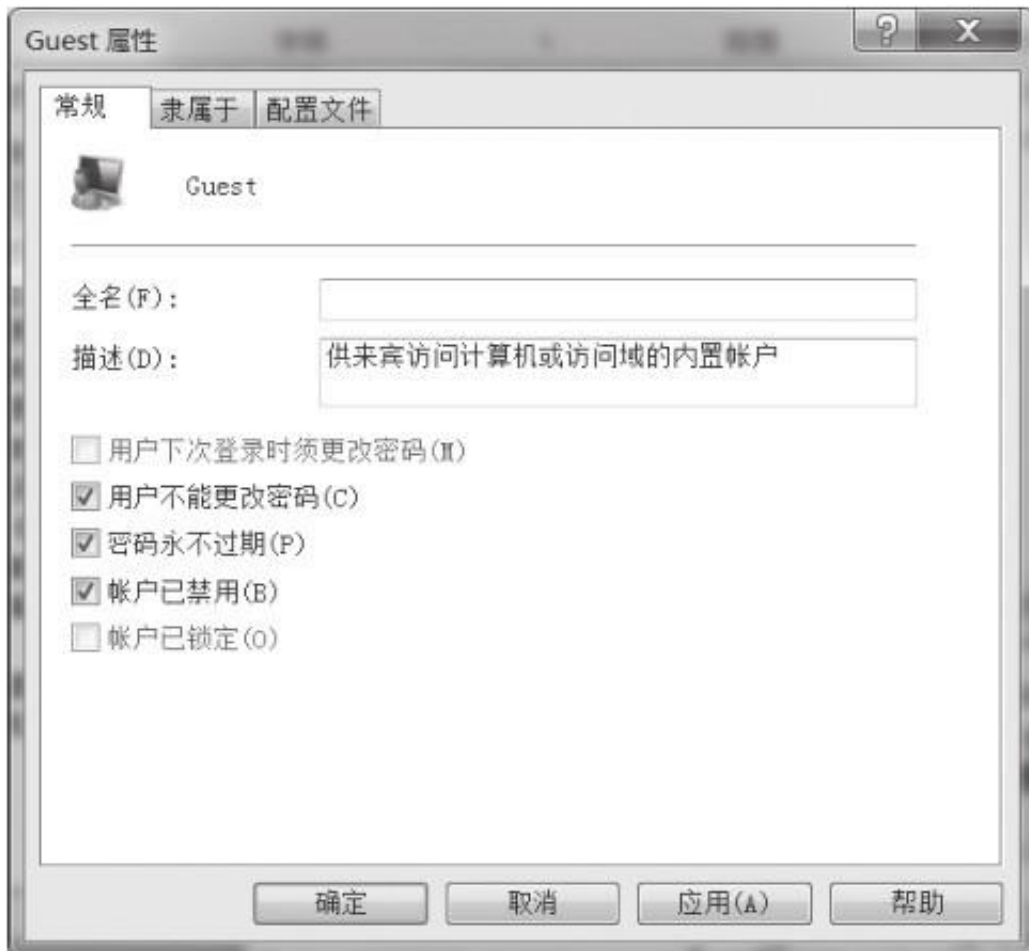 Guest 属性
常规 隶属于 配置文件
Guest
全名(F):
描述(D): 供来宾访问计算机或访问域的内置帐户
用户下次登录时须更改密码(M)
用户不能更改密码(C)
密码永不过期(P)
帐户已禁用(B)
帐户已锁定(O)
确定 取消 应用(A) 帮助